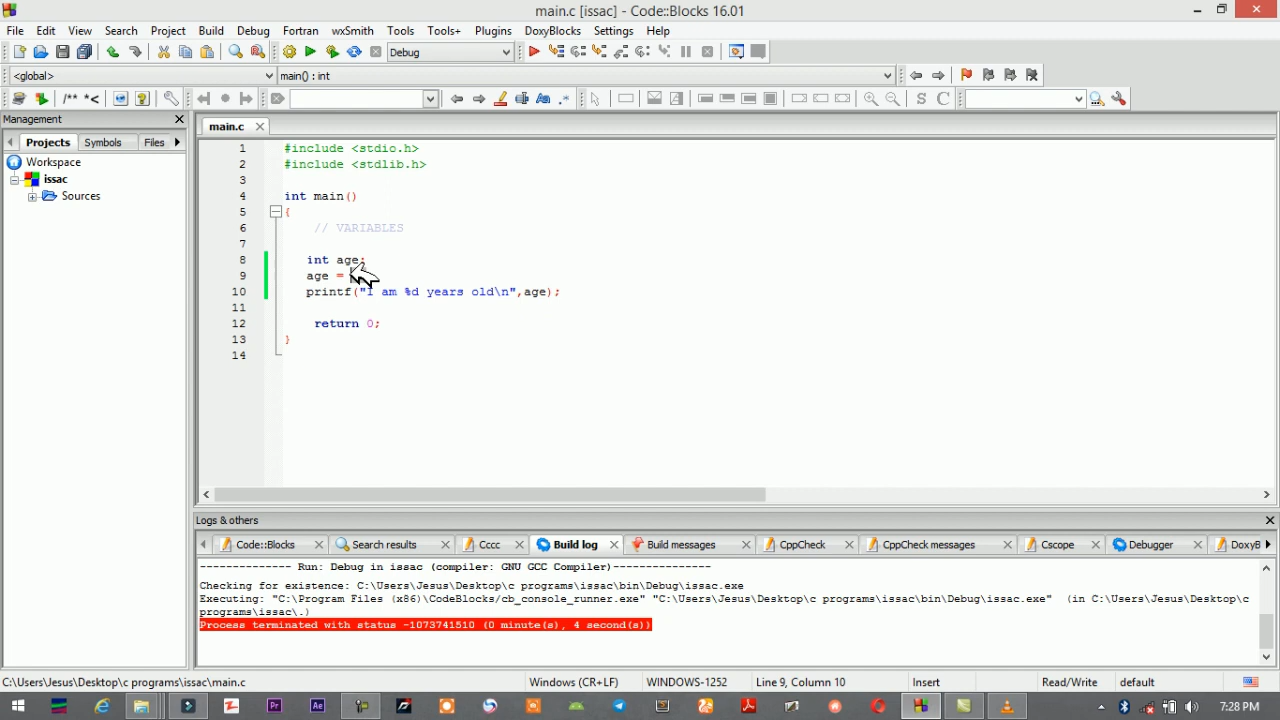 main.c [issac] - Code::Blocks 16.01
File Edit View Search Project Build Debug Fortran wxSmith Tools Tools+ Plugins DoxyBlocks Settings Help
Debug
<global> main() : int
/** *<
S C
Management
main.c
Projects Symbols Files
Workspace
issac
Sources
1 #include <stdio.h>
2 #include <stdlib.h>
3
4 int main()
5 {
6 // VARIABLES
7
8 int age;
9 age =
10 printf("I am %d years old\n",age);
11
12 return 0;
13 }
14
Logs & others
Code::Blocks Search results Cccc Build log Build messages CppCheck CppCheck messages Cscope Debugger DoxyB
-------------- Run: Debug in issac (compiler: GNU GCC Compiler)---------------
Checking for existence: C:\Users\Jesus\Desktop\c programs\issac\bin\Debug\issac.exe
Executing: "C:\Program Files (x86)\CodeBlocks/cb_console_runner.exe" "C:\Users\Jesus\Desktop\c programs\issac\bin\Debug\issac.exe" (in C:\Users\Jesus\Desktop\c
programs\issac\.)
Process terminated with status -1073741510 (0 minute(s), 4 second(s))
C:\Users\Jesus\Desktop\c programs\issac\main.c Windows (CR+LF) WINDOWS-1252 Line 9, Column 10 Insert Read/Write default
Pr Ae 7:28 PM